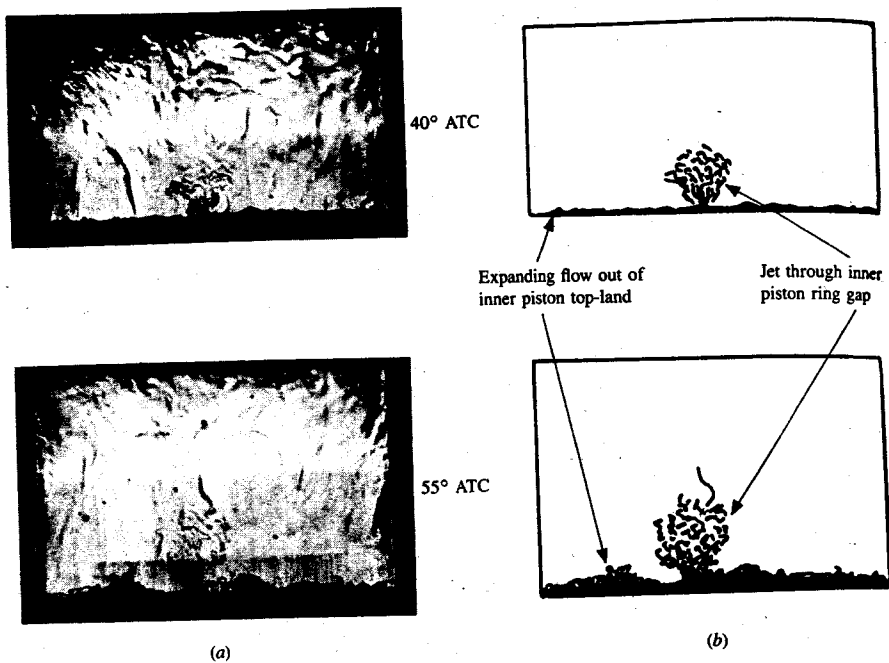 40° ATC
Expanding flow out of
inner piston top-land
Jet through inner
piston ring gap
55° ATC
(a)
(b)